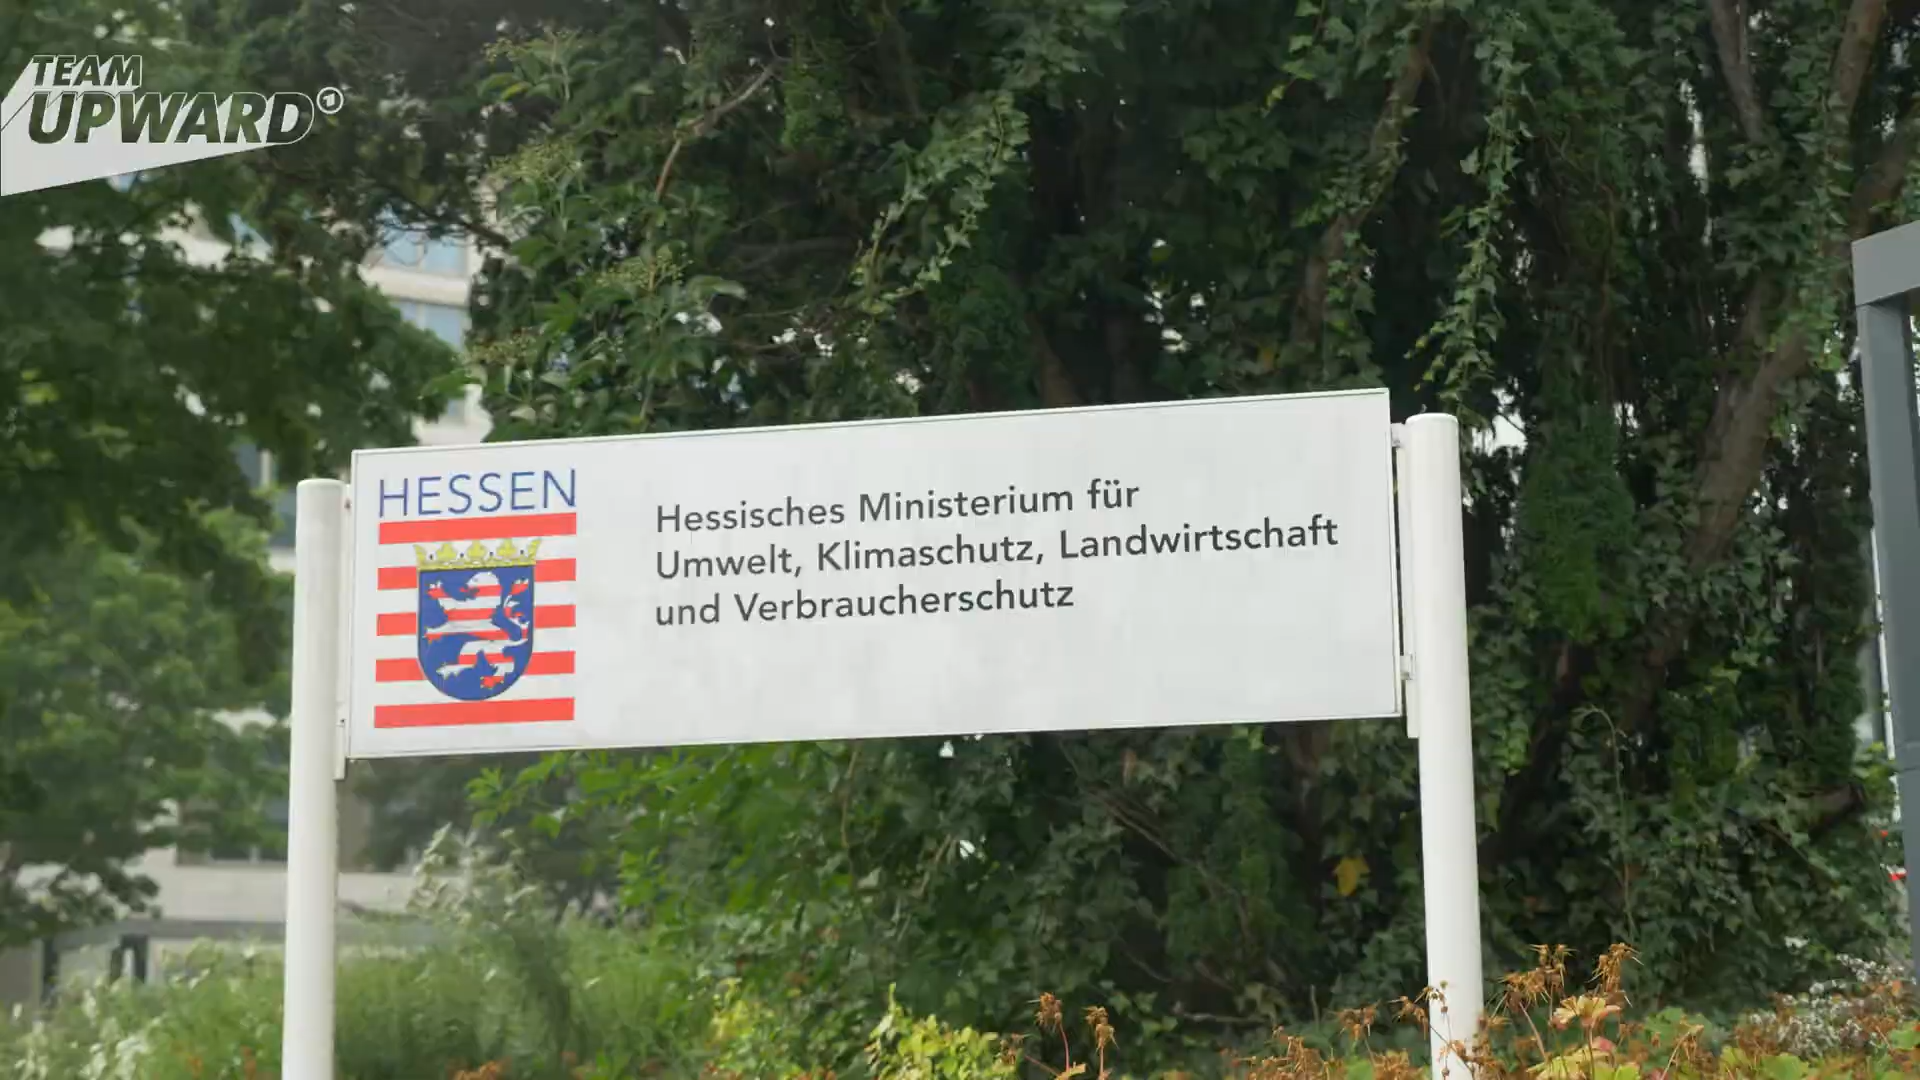 TEAM
UPWARD
HESSEN
Hessisches Ministerium für
Umwelt, Klimaschutz, Landwirtschaft
und Verbraucherschutz